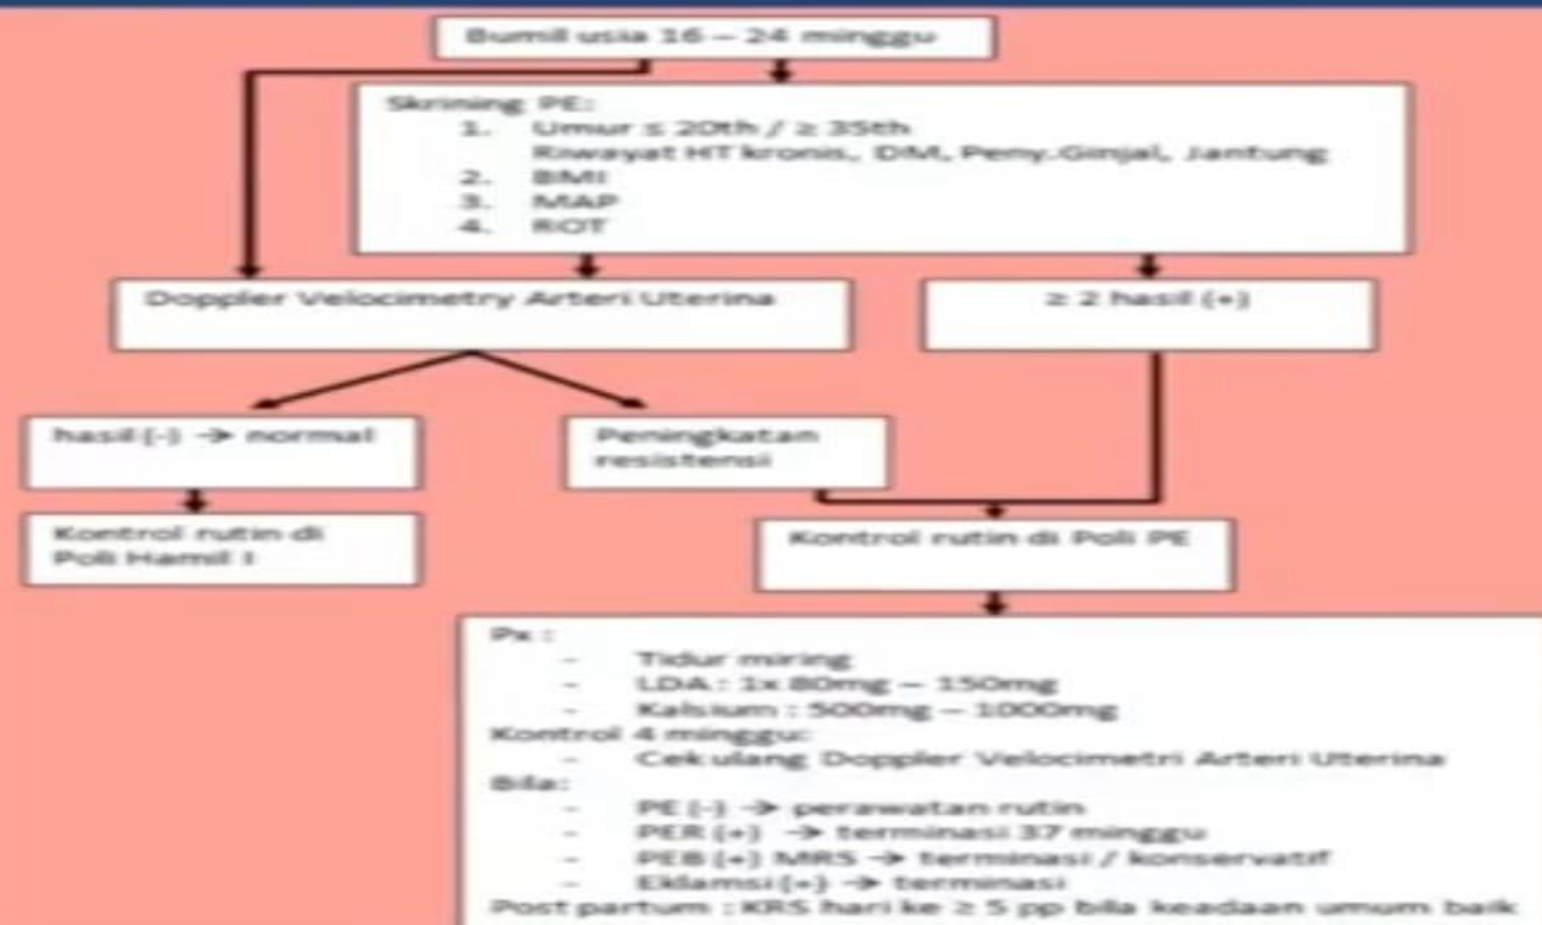 Bumil usia 16 – 24 minggu
Skrining PE:
1. Umur ≤ 20th / ≥ 35th
Riwayat HT kronis, DM, Peny.Ginjal, Jantung
2. BMI
3. MAP
4. ROT
Doppler Velocimetry Arteri Uterina
≥ 2 hasil (+)
hasil (-) → normal
Peningkatan
resistensi
Kontrol rutin di
Poli Hamil I
Kontrol rutin di Poli PE
Px :
- Tidur miring
- LDA : 1x 80mg – 150mg
- Kalsium : 500mg – 1000mg
Kontrol 4 minggu:
- Cek ulang Doppler Velocimetri Arteri Uterina
Bila:
- PE (-) → perawatan rutin
- PER (+) → terminasi 37 minggu
- PEB (+) MRS → terminasi / konservatif
- Eklamsi (+) → terminasi
Post partum : KRS hari ke ≥ 5 pp bila keadaan umum baik